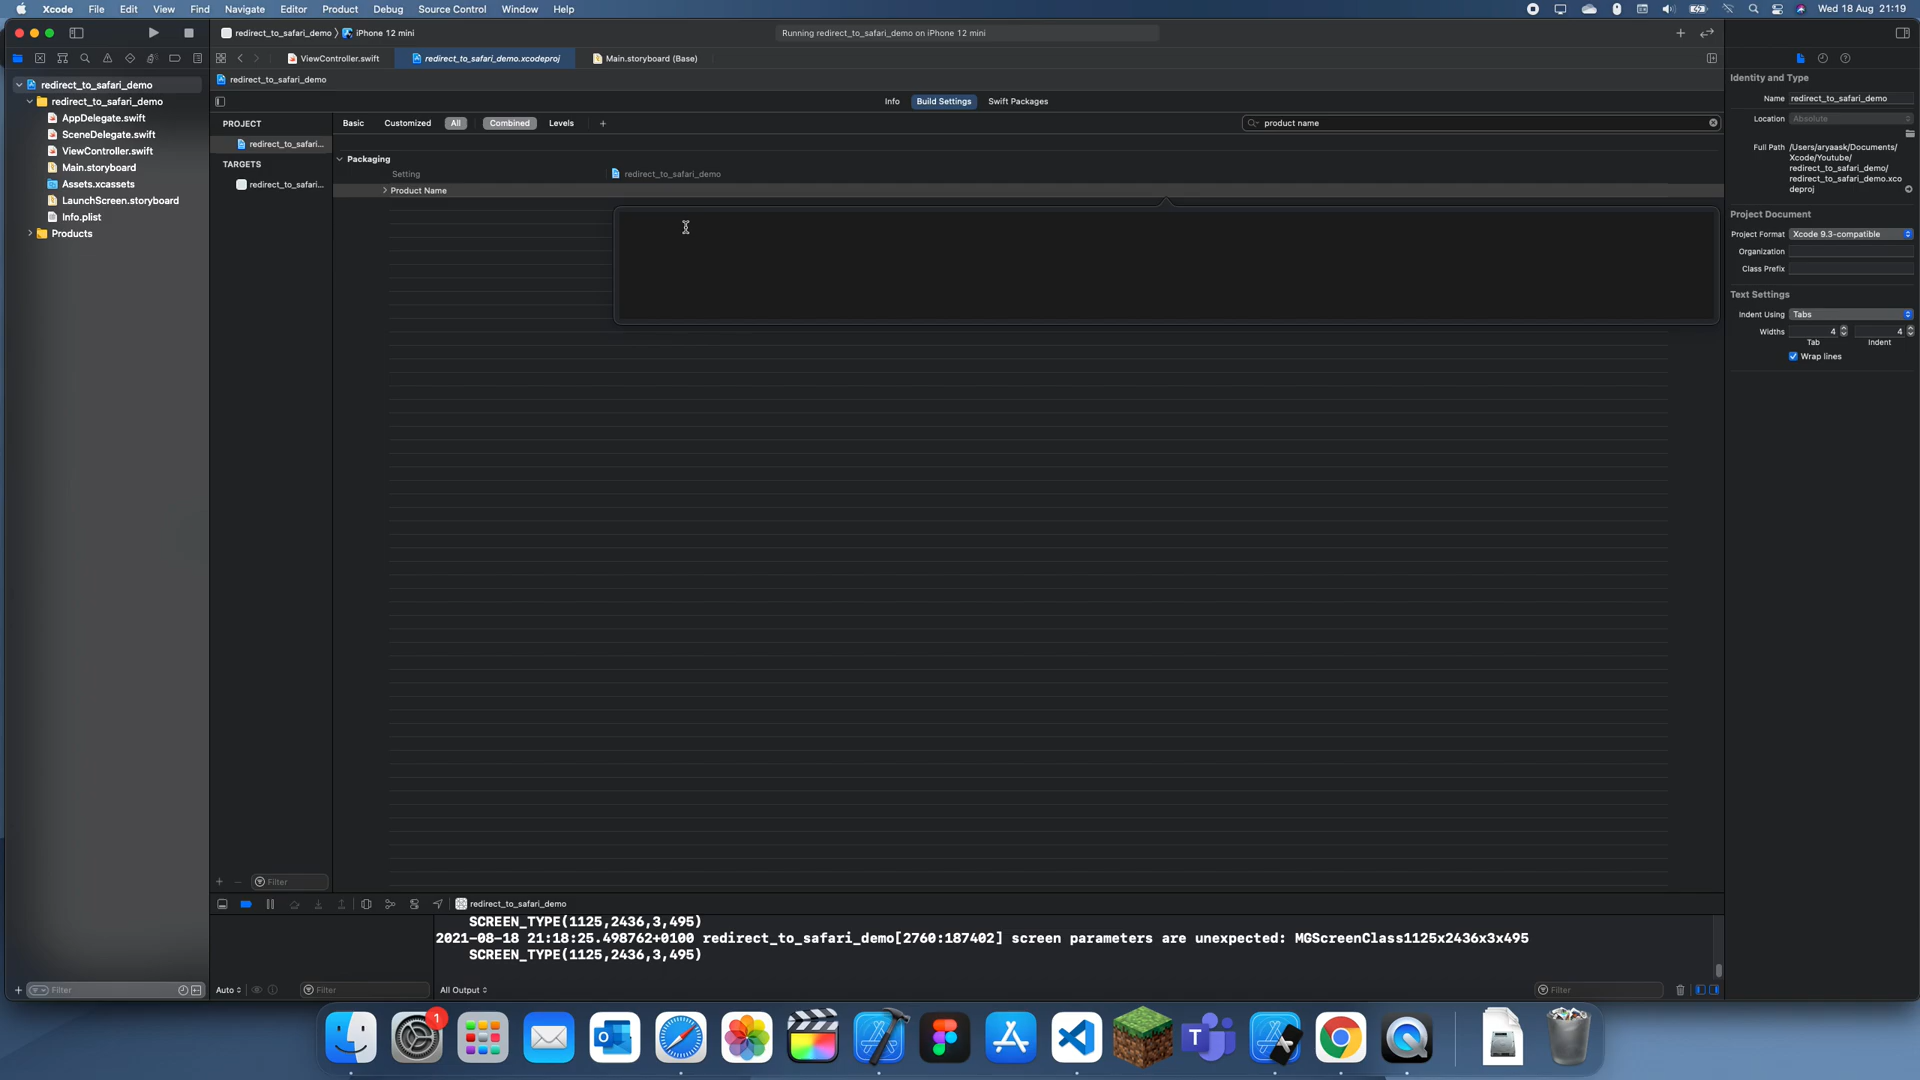 Xcode File Edit View Find Navigate Editor Product Debug Source Control Window Help Wed 18 Aug 21:19
redirect_to_safari_demo 〉 iPhone 12 mini Running redirect_to_safari_demo on iPhone 12 mini
ViewController.swift redirect_to_safari_demo.xcodeproj Main.storyboard (Base)
redirect_to_safari_demo
Info Build Settings Swift Packages
redirect_to_safari_demo
redirect_to_safari_demo
AppDelegate.swift
SceneDelegate.swift
ViewController.swift
Main.storyboard
Assets.xcassets
LaunchScreen.storyboard
Info.plist
Products
PROJECT
redirect_to_safari...
TARGETS
redirect_to_safari...
Basic Customized All Combined Levels + product name
Packaging
Setting redirect_to_safari_demo
Product Name
Identity and Type
Name redirect_to_safari_demo
Location Absolute
Full Path /Users/aryaask/Documents/
Xcode/Youtube/
redirect_to_safari_demo/
redirect_to_safari_demo.xco
deproj
Project Document
Project Format Xcode 9.3-compatible
Organization
Class Prefix
Text Settings
Indent Using Tabs
Widths 4 4
Tab Indent
Wrap lines
Filter
redirect_to_safari_demo
SCREEN_TYPE(1125,2436,3,495)
2021-08-18 21:18:25.498762+0100 redirect_to_safari_demo[2760:187402] screen parameters are unexpected: MGScreenClass1125x2436x3x495
SCREEN_TYPE(1125,2436,3,495)
Filter Auto Filter All Output Filter
1